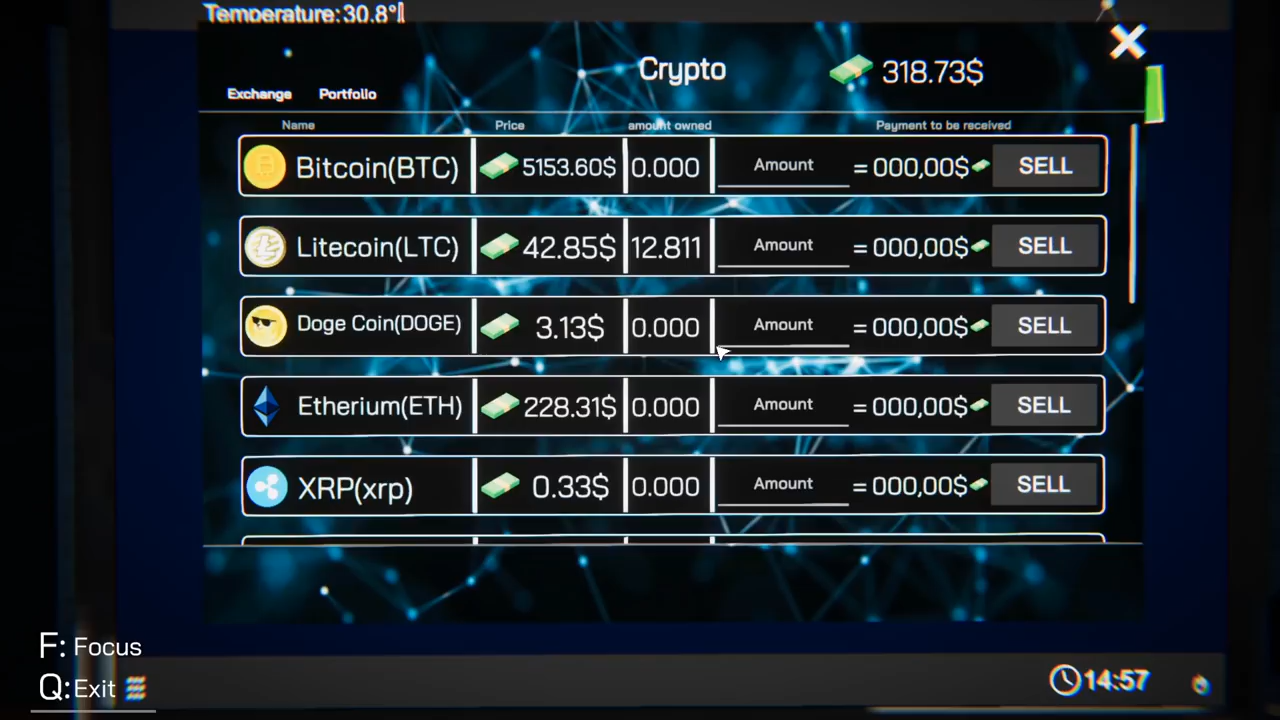 Temperature:30.8°
Crypto
318.73$
Exchange Portfolio
Name Price amount owned Payment to be received
Bitcoin(BTC) 5153.60$ 0.000 Amount = 000,00$ SELL
Litecoin(LTC) 42.85$ 12.811 Amount = 000,00$ SELL
Doge Coin(DOGE) 3.13$ 0.000 Amount = 000,00$ SELL
Etherium(ETH) 228.31$ 0.000 Amount = 000,00$ SELL
XRP(xrp) 0.33$ 0.000 Amount = 000,00$ SELL
F: Focus
Q: Exit
14:57